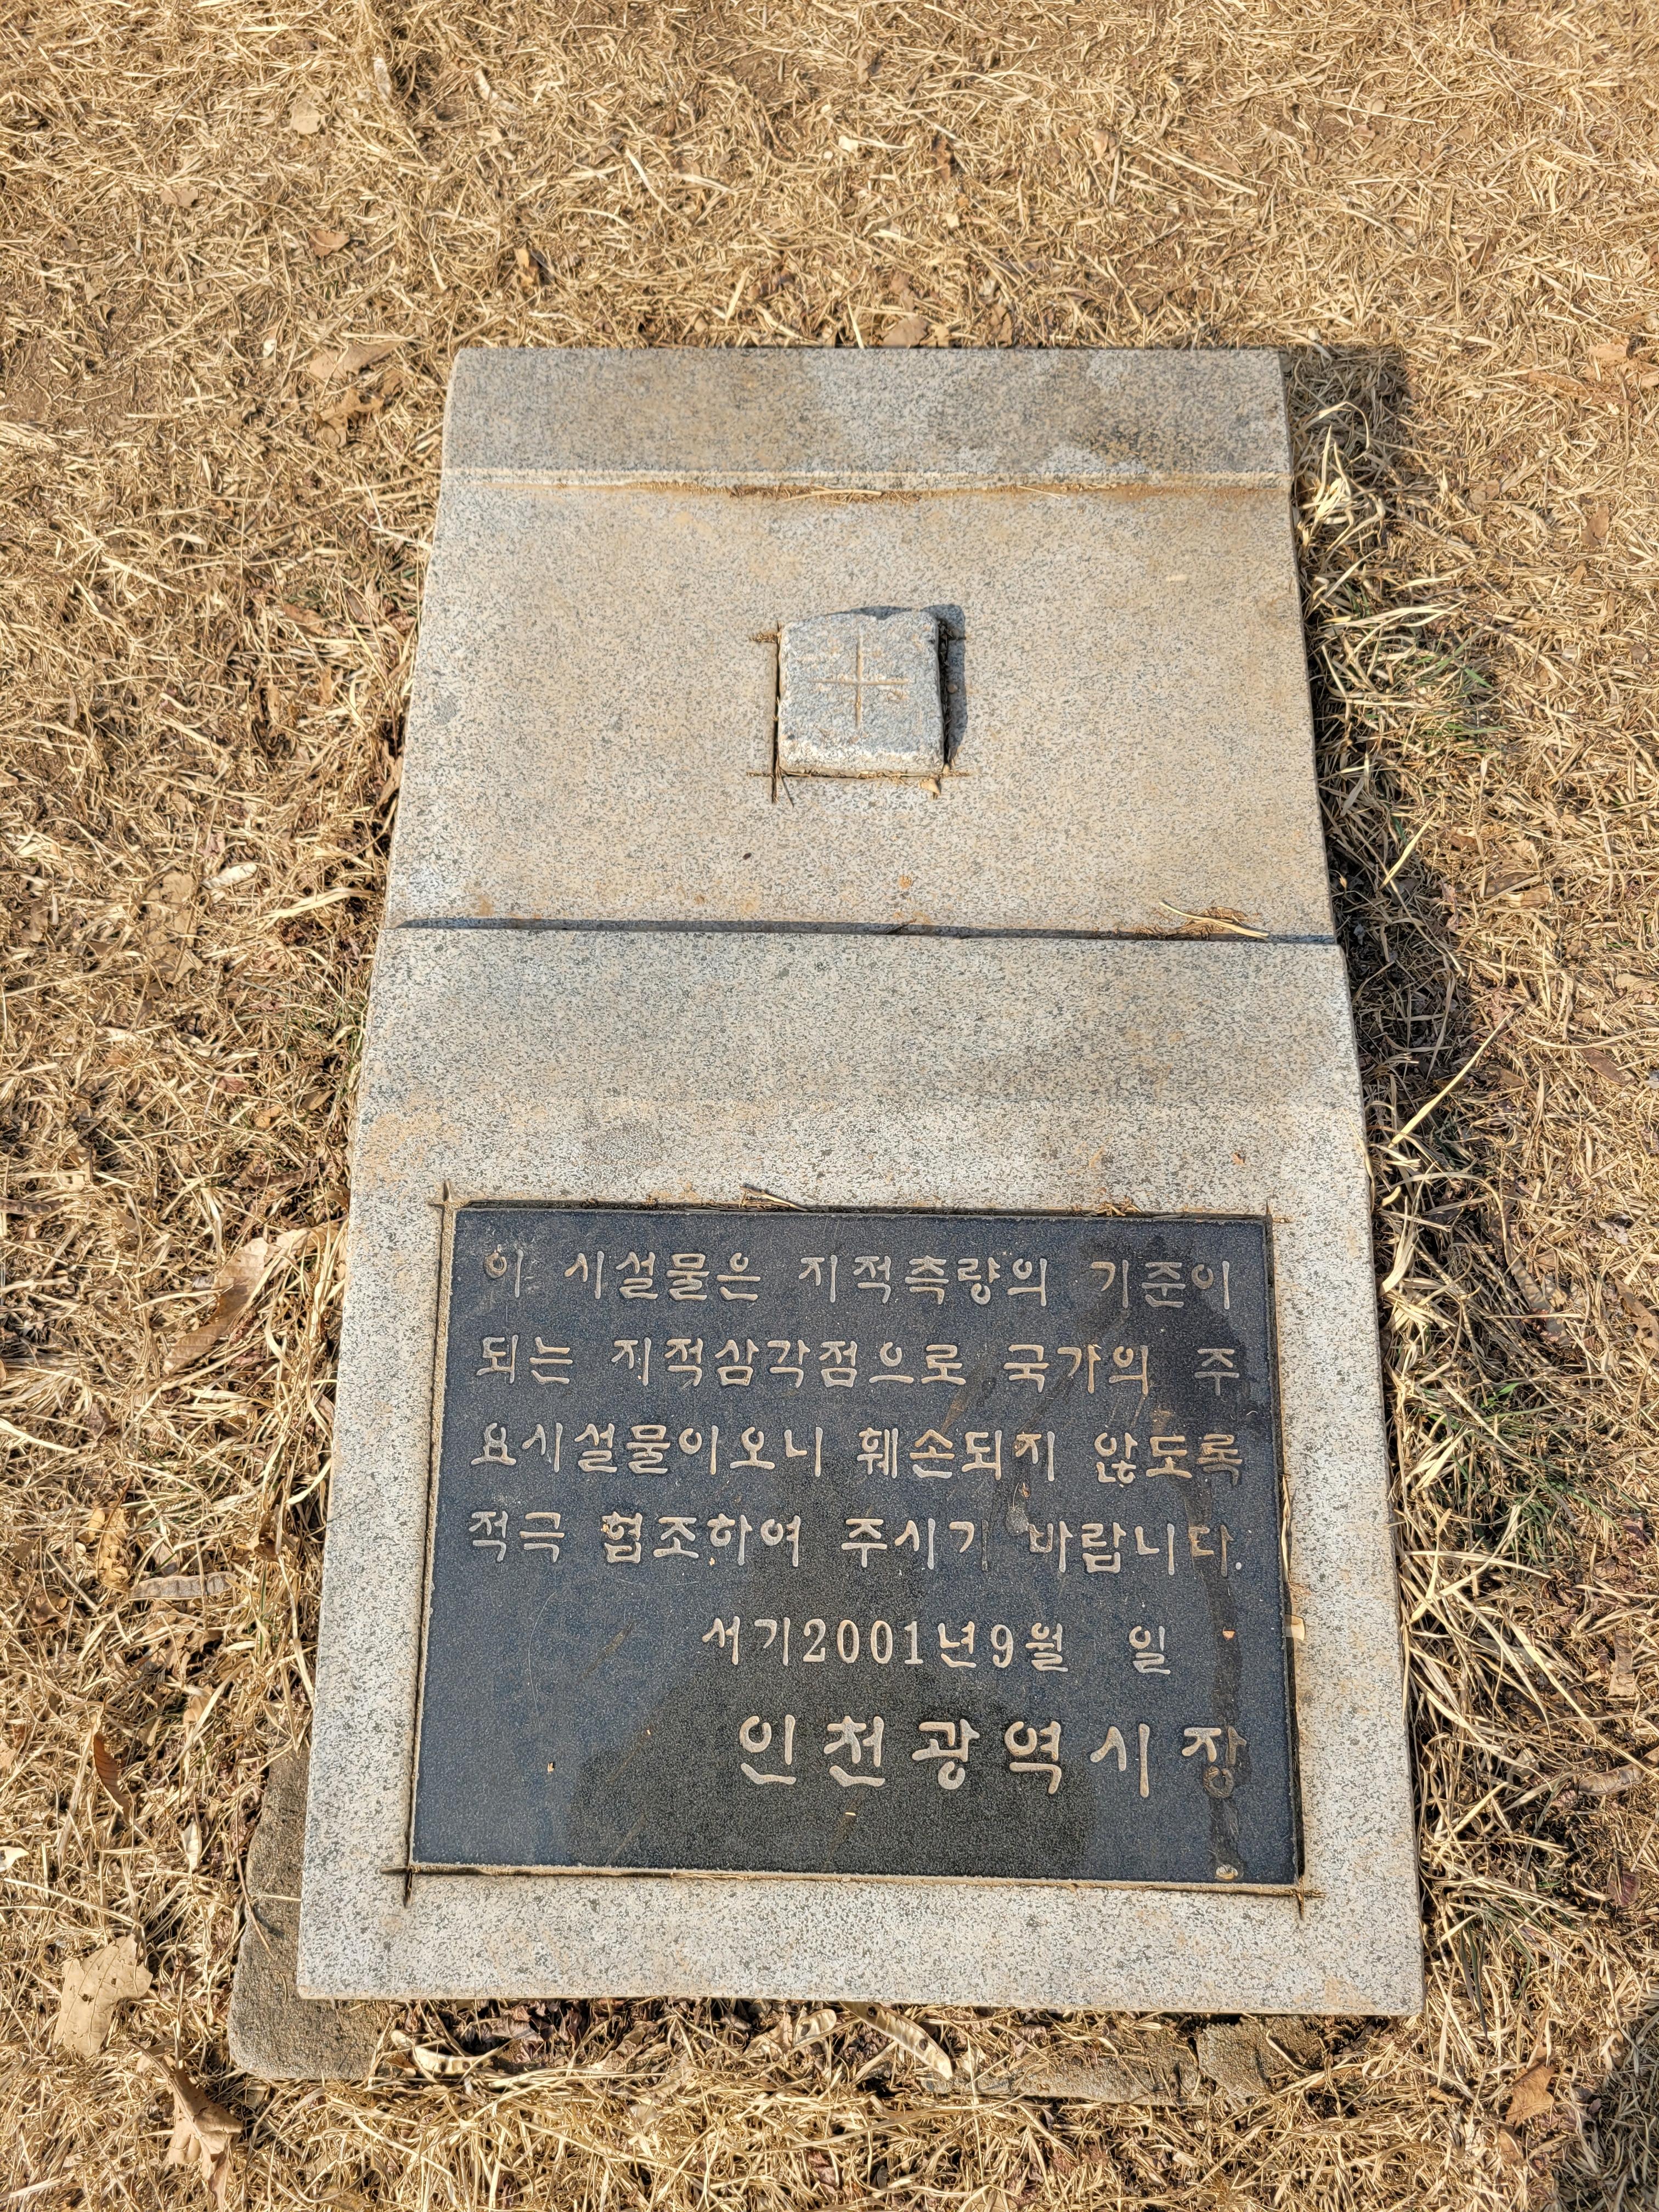 이 시설물은 지적측량의 기준이
되는 지적삼각점으로 국가의 주
요시설물이오니 훼손되지 않도록
적극 협조하여 주시기 바랍니다.
서기2001년9월 일
인천광역시장